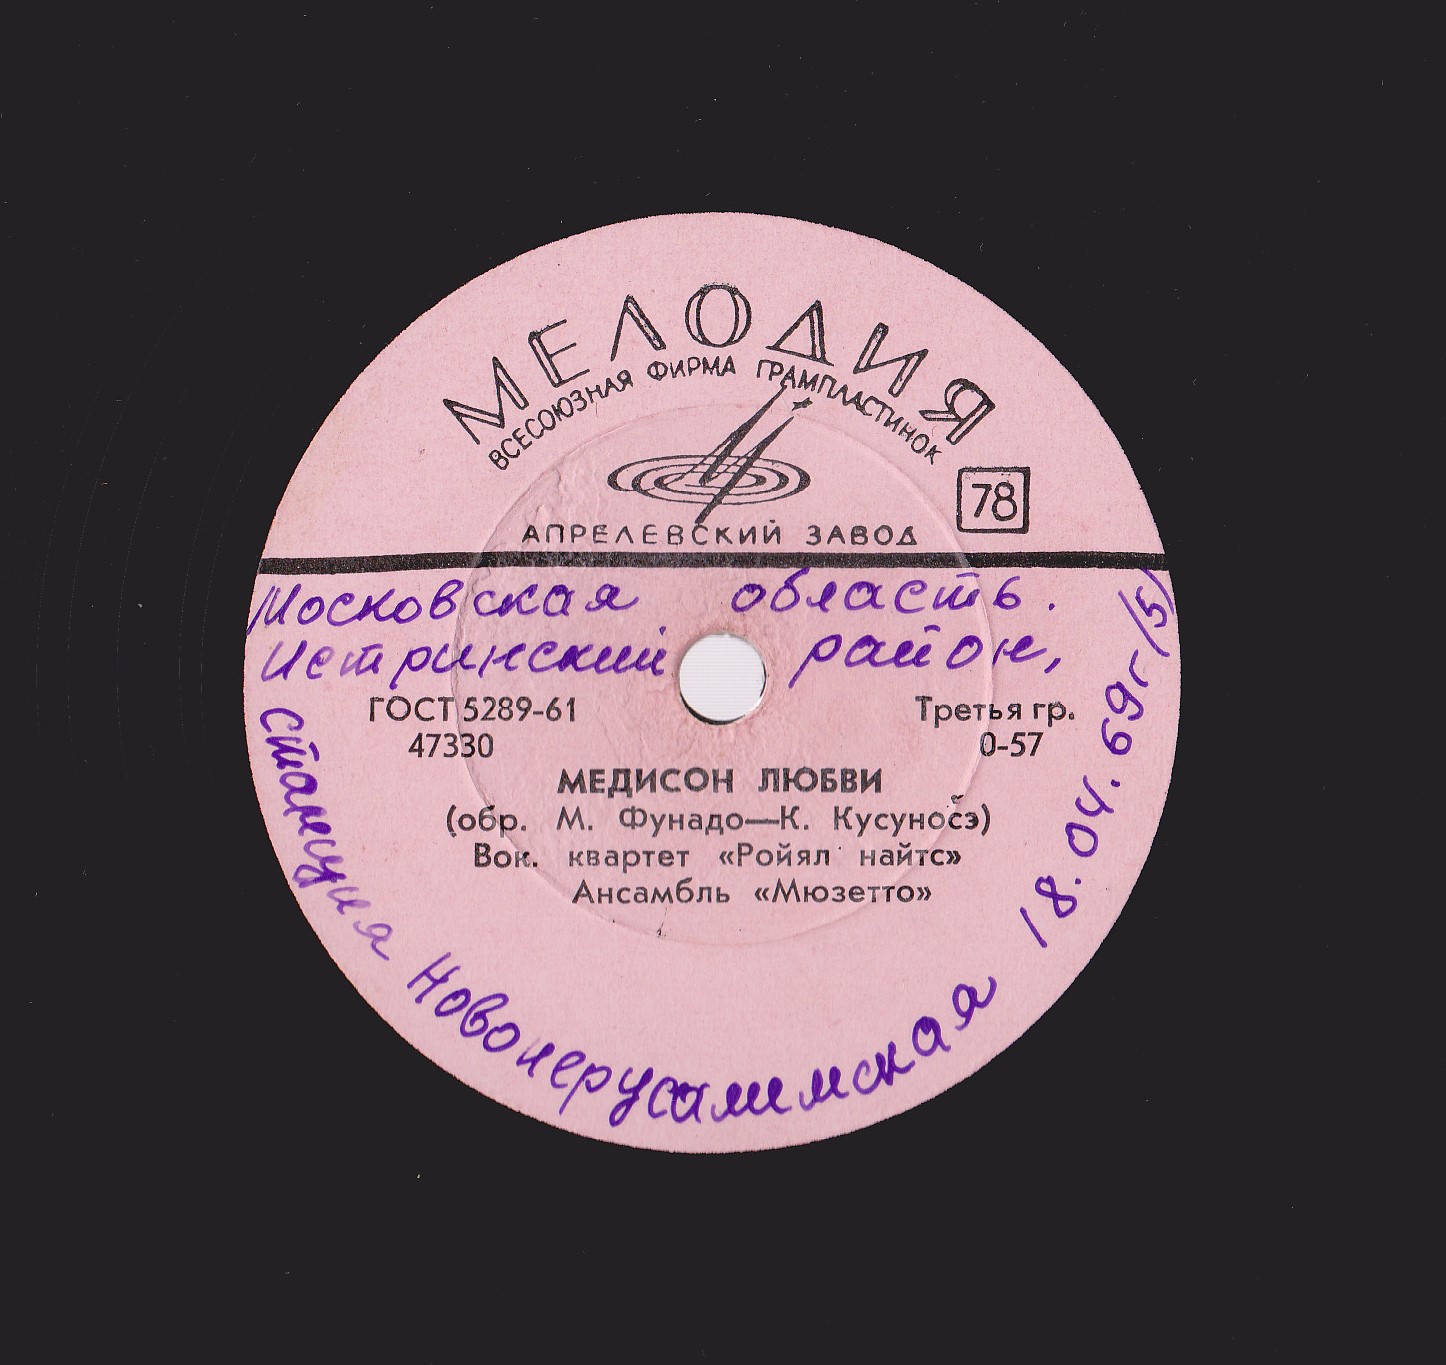 МЕЛОДИЯ
ВСЕСОЮЗНАЯ ФИРМА ГРАМПЛАСТИНОК
78
АПРЕЛЕВСКИЙ ЗАВОД
Московская область.
Истринский район,
ГОСТ 5289-61
Третья гр.
47330
0-57
МЕДИСОН ЛЮБВИ
(обр. М. Фунадо—К. Кусуносэ)
Вок. квартет «Ройял найтс»
Ансамбль «Мюзетто»
станция Новоиерусалимская 18.04.69г (5)